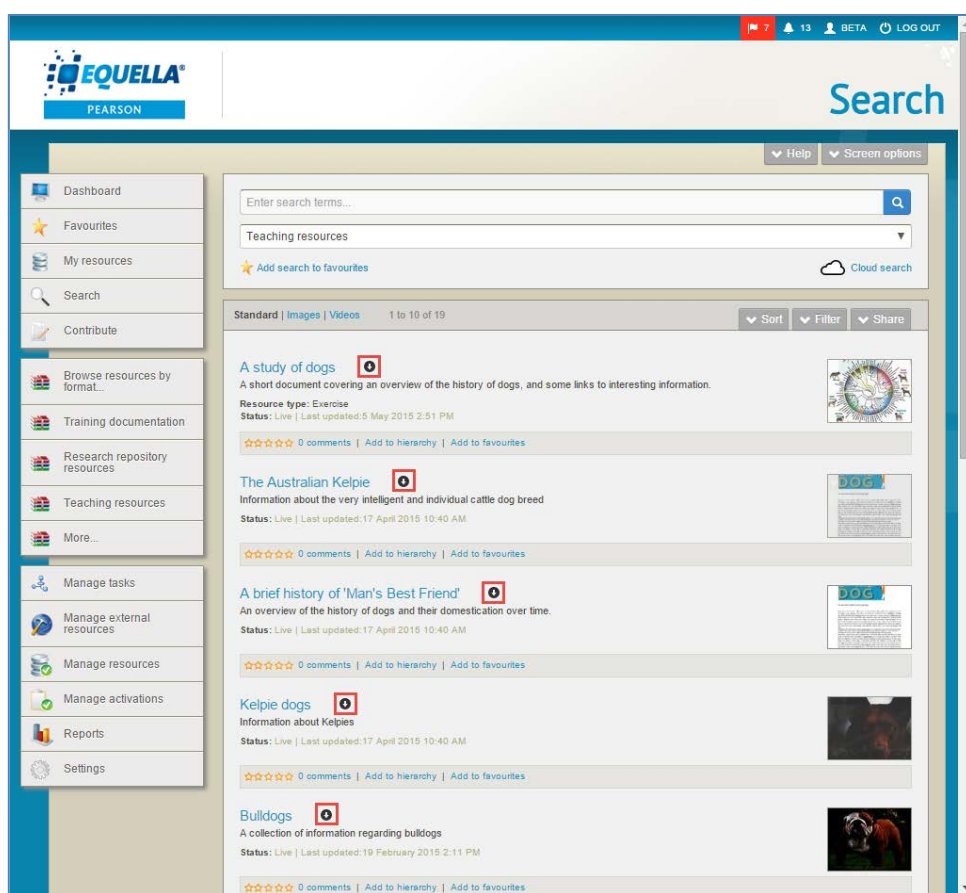 7 13 BETA LOG OUT
EQUELLA®
PEARSON
Search
Help Screen options
Dashboard
Favourites
My resources
Search
Contribute
Browse resources by
format...
Training documentation
Research repository
resources
Teaching resources
More...
Manage tasks
Manage external
resources
Manage resources
Manage activations
Reports
Settings
Enter search terms...
Teaching resources
Add search to favourites Cloud search
Standard | Images | Videos 1 to 10 of 19 Sort Filter Share
A study of dogs
A short document covering an overview of the history of dogs, and some links to interesting information.
Resource type: Exercise
Status: Live | Last updated:5 May 2015 2:51 PM
0 comments | Add to hierarchy | Add to favourites
The Australian Kelpie
Information about the very intelligent and individual cattle dog breed
Status: Live | Last updated:17 April 2015 10:40 AM
DOG
0 comments | Add to hierarchy | Add to favourites
A brief history of 'Man's Best Friend'
An overview of the history of dogs and their domestication over time.
Status: Live | Last updated:17 April 2015 10:40 AM
DOG
0 comments | Add to hierarchy | Add to favourites
Kelpie dogs
Information about Kelpies
Status: Live | Last updated:17 April 2015 10:40 AM
0 comments | Add to hierarchy | Add to favourites
Bulldogs
A collection of information regarding bulldogs
Status: Live | Last updated:19 February 2015 2:11 PM
0 comments | Add to hierarchy | Add to favourites